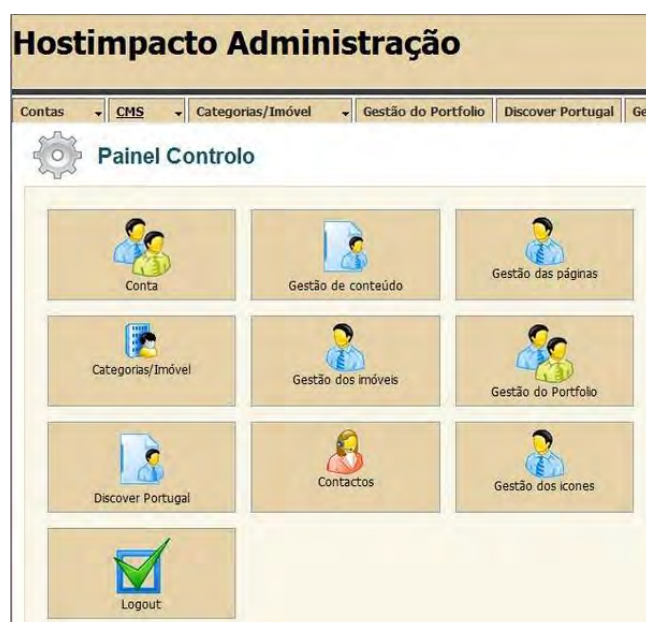 Hostimpacto Administração
Contas CMS Categorias/Imóvel Gestão do Portfolio Discover Portugal Ge
Painel Controlo
Conta Gestão de conteúdo Gestão das páginas
Categorias/Imóvel Gestão dos imóveis Gestão do Portfolio
Discover Portugal Contactos Gestão dos icones
Logout